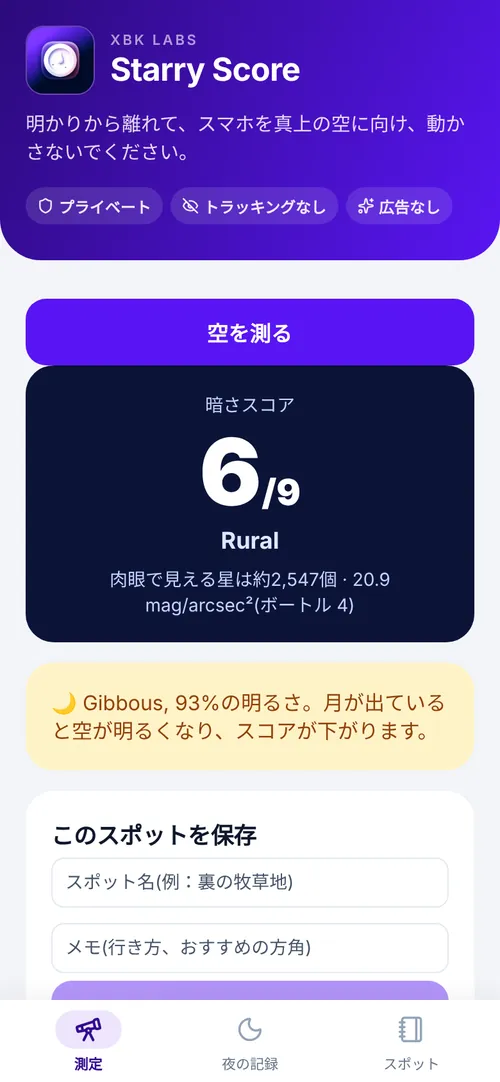 XBK LABS
Starry Score
明かりから離れて、スマホを真上の空に向け、動か
さないでください。
プライベート
トラッキングなし
広告なし
空を測る
暗さスコア
6/9
Rural
肉眼で見える星は約2,547個 · 20.9
mag/arcsec²(ボートル 4)
🌙 Gibbous, 93%の明るさ。月が出ている
と空が明るくなり、スコアが下がります。
このスポットを保存
スポット名(例：裏の牧草地)
メモ(行き方、おすすめの方角)
測定
夜の記録
スポット